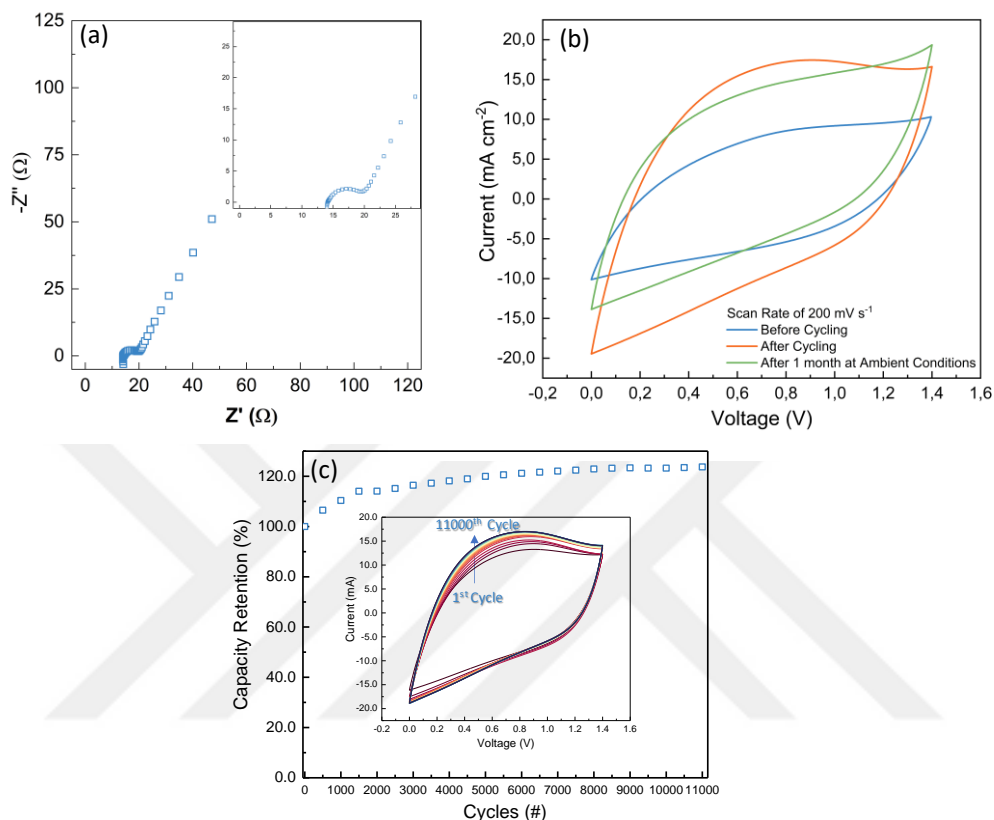 (a)
125
100
75
50
25
0
-Z'' (Ω)
0 20 40 60 80 100 120
Z' (Ω)
25
20
15
10
5
0
0 5 10 15 20 25
(b)
20,0
15,0
10,0
5,0
0,0
-5,0
-10,0
-15,0
-20,0
Current (mA cm⁻²)
Scan Rate of 200 mV s⁻¹
Before Cycling
After Cycling
After 1 month at Ambient Conditions
-0,2 0,0 0,2 0,4 0,6 0,8 1,0 1,2 1,4 1,6
Voltage (V)
(c)
120.0
100.0
80.0
60.0
40.0
20.0
0.0
Capacity Retention (%)
0 1000 2000 3000 4000 5000 6000 7000 8000 9000 10000 11000
Cycles (#)
20.0
15.0
10.0
5.0
0.0
-5.0
-10.0
-15.0
-20.0
Current (mA)
11000th Cycle
1st Cycle
-0.2 0.0 0.2 0.4 0.6 0.8 1.0 1.2 1.4 1.6
Voltage (V)